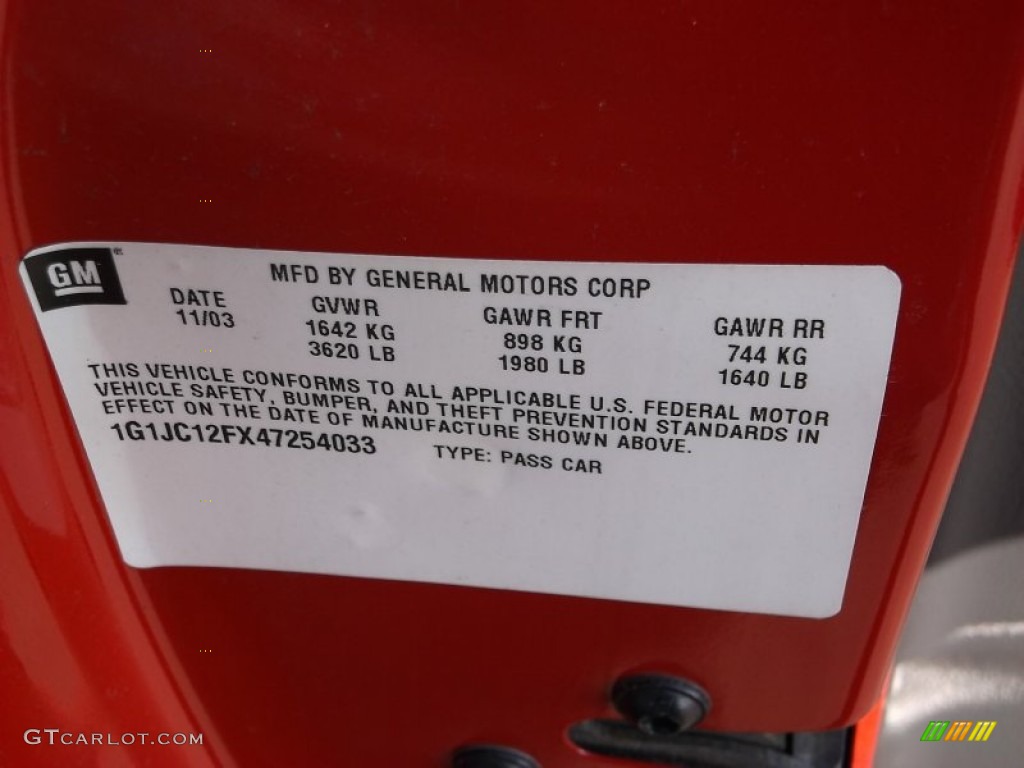 GM
MFD BY GENERAL MOTORS CORP
DATE GVWR GAWR FRT GAWR RR
11/03 1642 KG 898 KG 744 KG
3620 LB 1980 LB 1640 LB
THIS VEHICLE CONFORMS TO ALL APPLICABLE U.S. FEDERAL MOTOR
VEHICLE SAFETY, BUMPER, AND THEFT PREVENTION STANDARDS IN
EFFECT ON THE DATE OF MANUFACTURE SHOWN ABOVE.
1G1JC12FX47254033 TYPE: PASS CAR
GTCARLOT.COM